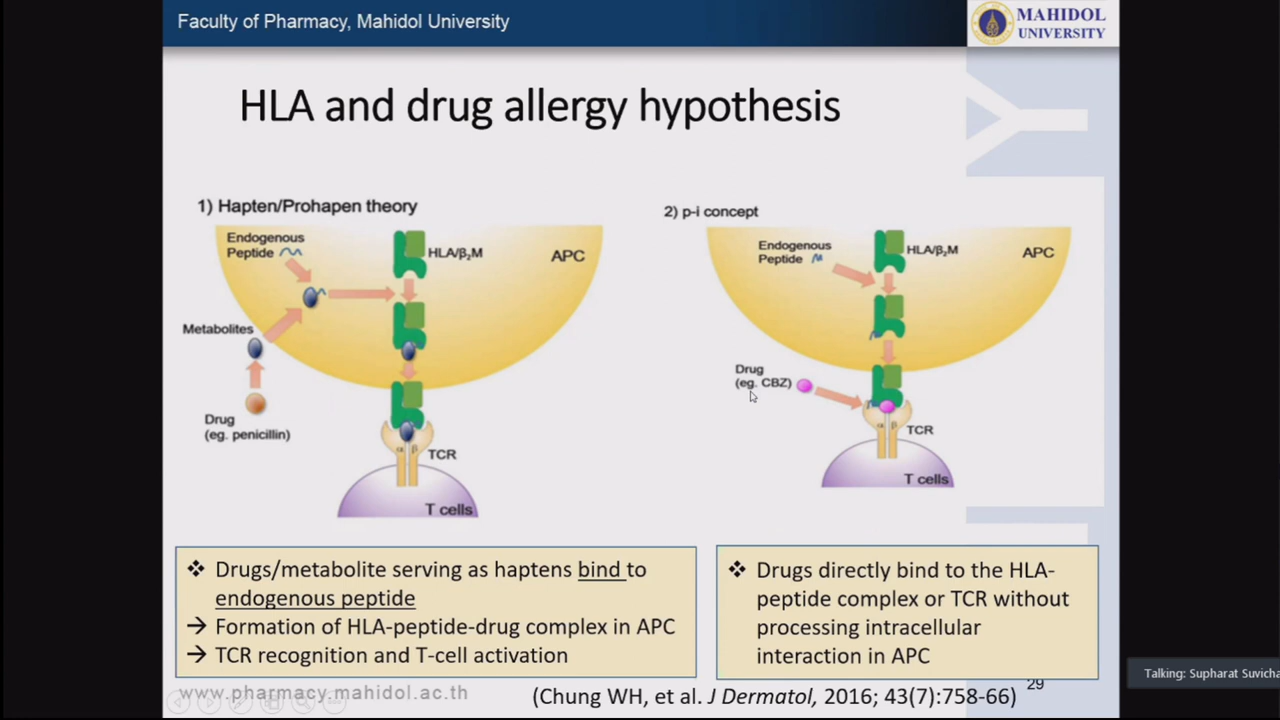 Faculty of Pharmacy, Mahidol University
MAHIDOL
UNIVERSITY
HLA and drug allergy hypothesis
1) Hapten/Prohapen theory
Endogenous
Peptide
HLA/β₂M
APC
Metabolites
Drug
(eg. penicillin)
TCR
α β
T cells
2) p-i concept
Endogenous
Peptide
HLA/β₂M
APC
Drug
(eg. CBZ)
TCR
α β
T cells
❖ Drugs/metabolite serving as haptens bind to
endogenous peptide
→ Formation of HLA-peptide-drug complex in APC
→ TCR recognition and T-cell activation
❖ Drugs directly bind to the HLA-
peptide complex or TCR without
processing intracellular
interaction in APC
www.pharmacy.mahidol.ac.th
(Chung WH, et al. J Dermatol, 2016; 43(7):758-66)
29
Talking: Supharat Suvicha